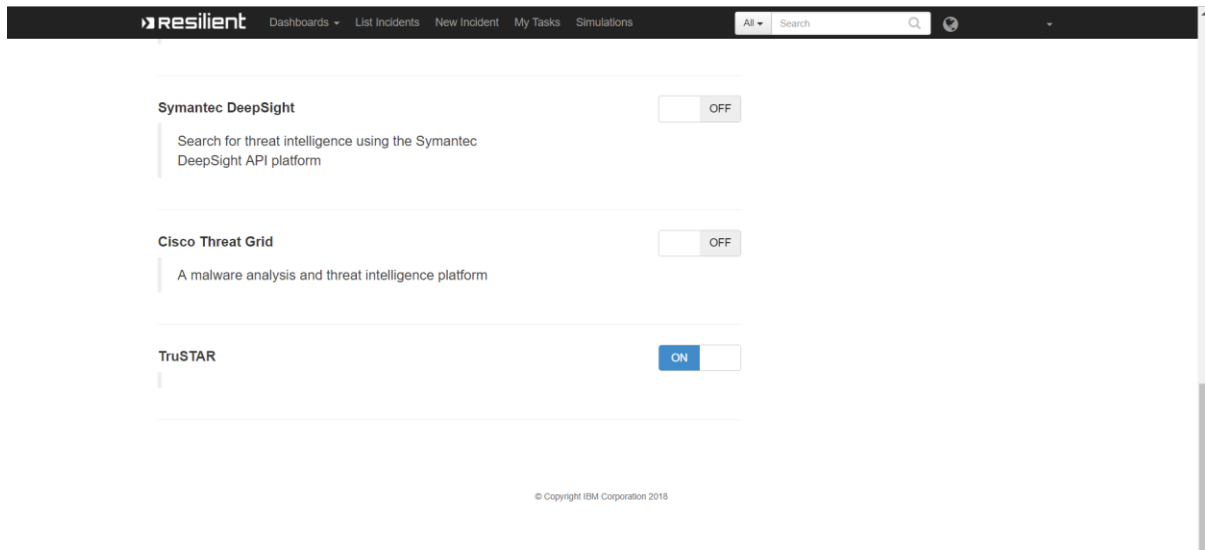 Resilient Dashboards List Incidents New Incident My Tasks Simulations All Search
Symantec DeepSight OFF
Search for threat intelligence using the Symantec
DeepSight API platform
Cisco Threat Grid OFF
A malware analysis and threat intelligence platform
TruSTAR ON
© Copyright IBM Corporation 2018